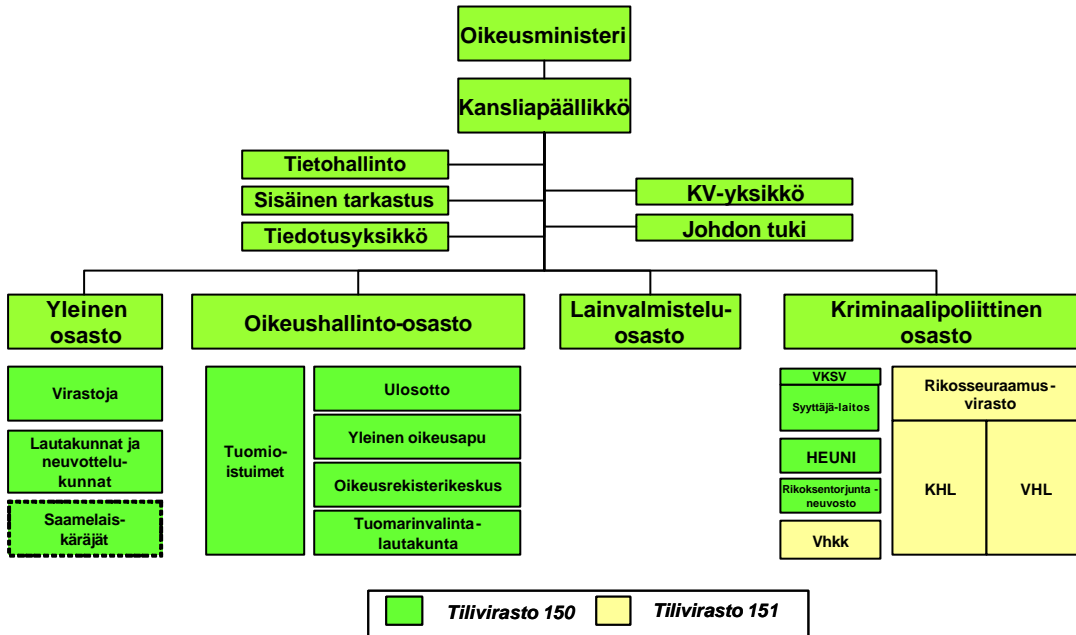 Oikeusministeri
Kansliapäällikkö
Tietohallinto
Sisäinen tarkastus
KV-yksikkö
Tiedotusyksikkö
Johdon tuki
Yleinen
osasto
Oikeushallinto-osasto
Lainvalmistelu-
osasto
Kriminaalipoliittinen
osasto
Virastoja
Lautakunnat ja
neuvottelu-
kunnat
Saamelais-
käräjät
Tuomio-
istuimet
Ulosotto
Yleinen oikeusapu
Oikeusrekisterikeskus
Tuomarinvalinta-
lautakunta
VKSV
Syyttäjä-laitos
HEUNI
Rikoksentorjunta -
neuvosto
Vhkk
Rikosseuraamus-
virasto
KHL
VHL
Tilivirasto 150
Tilivirasto 151